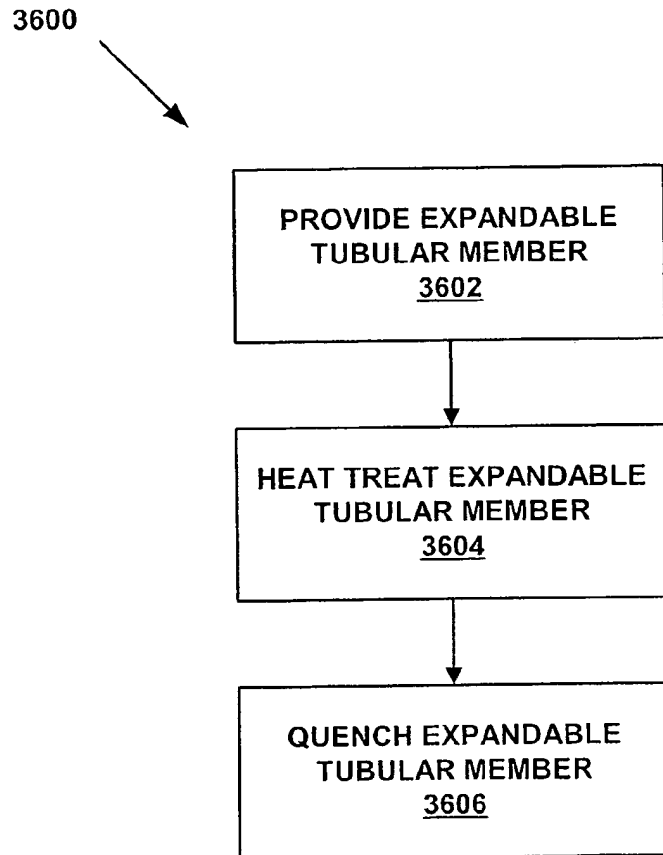 3600
PROVIDE EXPANDABLE
TUBULAR MEMBER
3602
HEAT TREAT EXPANDABLE
TUBULAR MEMBER
3604
QUENCH EXPANDABLE
TUBULAR MEMBER
3606